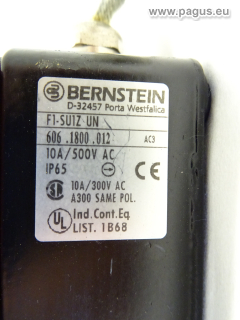 www.pagus.eu
BERNSTEIN
D-32457 Porta Westfalica
F1-SU1Z UN
606.1800.012 AC3
10A/500V AC
IP65 CE
10A/300V AC
A300 SAME POL.
UL Ind.Cont.Eq.
LIST. 1B68